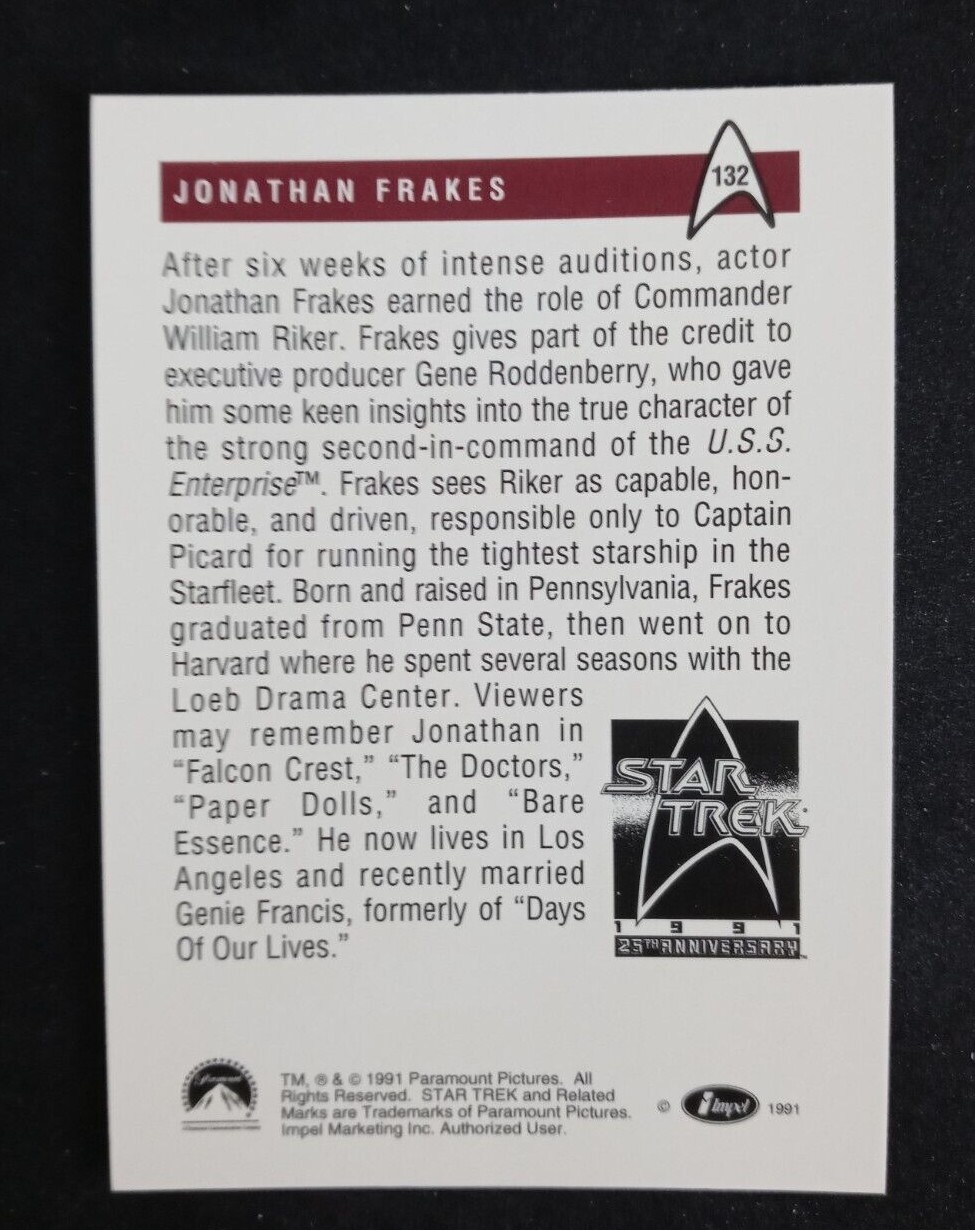 JONATHAN FRAKES
132
After six weeks of intense auditions, actor
Jonathan Frakes earned the role of Commander
William Riker. Frakes gives part of the credit to
executive producer Gene Roddenberry, who gave
him some keen insights into the true character of
the strong second-in-command of the U.S.S.
Enterprise™. Frakes sees Riker as capable, hon-
orable, and driven, responsible only to Captain
Picard for running the tightest starship in the
Starfleet. Born and raised in Pennsylvania, Frakes
graduated from Penn State, then went on to
Harvard where he spent several seasons with the
Loeb Drama Center. Viewers
may remember Jonathan in
“Falcon Crest,” “The Doctors,”
“Paper Dolls,” and “Bare
Essence.” He now lives in Los
Angeles and recently married
Genie Francis, formerly of “Days
Of Our Lives.”
STAR
TREK
1991
25TH ANNIVERSARY
Paramount
TM, ® & © 1991 Paramount Pictures. All
Rights Reserved. STAR TREK and Related
Marks are Trademarks of Paramount Pictures.
Impel Marketing Inc. Authorized User.
© Impel 1991